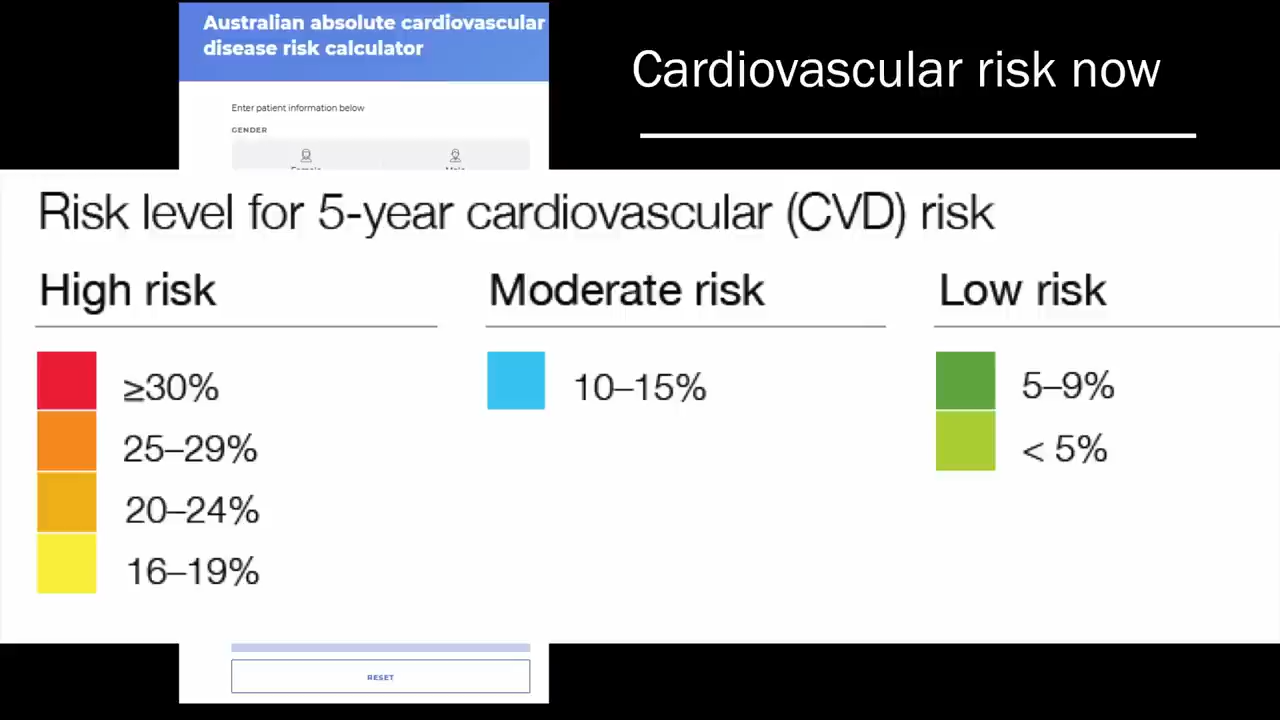 Australian absolute cardiovascular
disease risk calculator
Cardiovascular risk now
Enter patient information below
GENDER
Female
Male
Risk level for 5-year cardiovascular (CVD) risk
High risk
≥30%
25–29%
20–24%
16–19%
Moderate risk
10–15%
Low risk
5–9%
< 5%
RESET